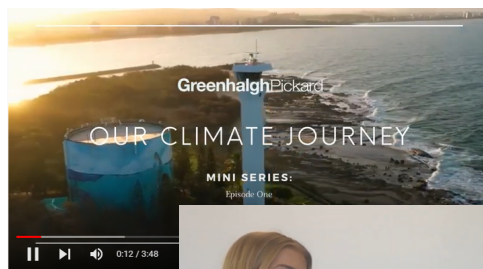 GreenhalghPickard
OUR CLIMATE JOURNEY
MINI SERIES:
Episode One
0:12 / 3:48